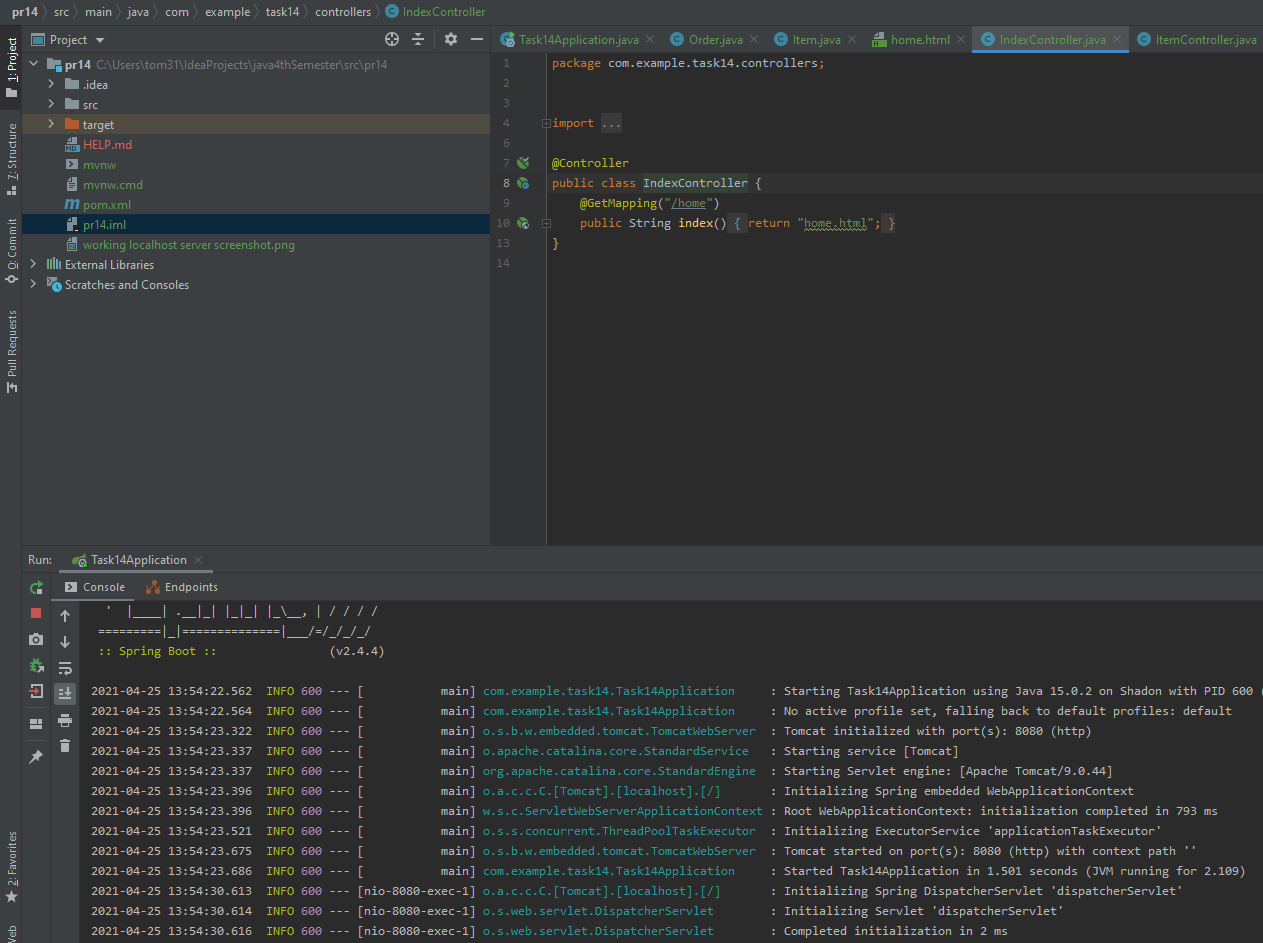 pr14 src main java com example task14 controllers IndexController
1: Project
7: Structure
0: Commit
Pull Requests
2: Favorites
Project
pr14 C:\Users\tom31\IdeaProjects\java4thSemester\src\pr14
.idea
src
target
HELP.md
mvnw
mvnw.cmd
pom.xml
pr14.iml
working localhost server screenshot.png
External Libraries
Scratches and Consoles
Task14Application.java Order.java Item.java home.html IndexController.java ItemController.java
1 package com.example.task14.controllers;
2
3
4 import ...
6
7 @Controller
8 public class IndexController {
9 @GetMapping("/home")
10 public String index() { return "home.html"; }
13 }
14
Run: Task14Application
Console Endpoints
' |____| .__|_| |_|_| |_\__, | / / / /
=========|_|==============|___/=/_/_/_/
:: Spring Boot :: (v2.4.4)
2021-04-25 13:54:22.562 INFO 600 --- [ main] com.example.task14.Task14Application : Starting Task14Application using Java 15.0.2 on Shadon with PID 600 (
2021-04-25 13:54:22.564 INFO 600 --- [ main] com.example.task14.Task14Application : No active profile set, falling back to default profiles: default
2021-04-25 13:54:23.322 INFO 600 --- [ main] o.s.b.w.embedded.tomcat.TomcatWebServer : Tomcat initialized with port(s): 8080 (http)
2021-04-25 13:54:23.337 INFO 600 --- [ main] o.apache.catalina.core.StandardService : Starting service [Tomcat]
2021-04-25 13:54:23.337 INFO 600 --- [ main] org.apache.catalina.core.StandardEngine : Starting Servlet engine: [Apache Tomcat/9.0.44]
2021-04-25 13:54:23.396 INFO 600 --- [ main] o.a.c.c.C.[Tomcat].[localhost].[/] : Initializing Spring embedded WebApplicationContext
2021-04-25 13:54:23.396 INFO 600 --- [ main] w.s.c.ServletWebServerApplicationContext : Root WebApplicationContext: initialization completed in 793 ms
2021-04-25 13:54:23.521 INFO 600 --- [ main] o.s.s.concurrent.ThreadPoolTaskExecutor : Initializing ExecutorService 'applicationTaskExecutor'
2021-04-25 13:54:23.675 INFO 600 --- [ main] o.s.b.w.embedded.tomcat.TomcatWebServer : Tomcat started on port(s): 8080 (http) with context path ''
2021-04-25 13:54:23.686 INFO 600 --- [ main] com.example.task14.Task14Application : Started Task14Application in 1.501 seconds (JVM running for 2.109)
2021-04-25 13:54:30.613 INFO 600 --- [nio-8080-exec-1] o.a.c.c.C.[Tomcat].[localhost].[/] : Initializing Spring DispatcherServlet 'dispatcherServlet'
2021-04-25 13:54:30.614 INFO 600 --- [nio-8080-exec-1] o.s.web.servlet.DispatcherServlet : Initializing Servlet 'dispatcherServlet'
2021-04-25 13:54:30.616 INFO 600 --- [nio-8080-exec-1] o.s.web.servlet.DispatcherServlet : Completed initialization in 2 ms